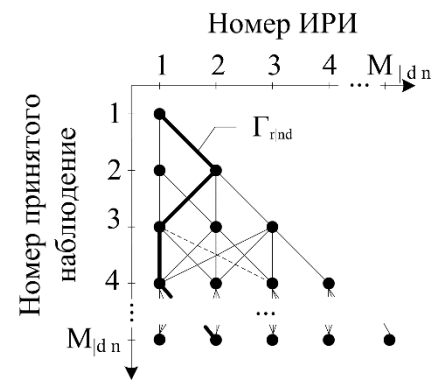 Номер ИРИ
1 2 3 4 ... M|d n
Номер принятого
наблюдение
1
Γr|nd
2
3
4
...
M|d n